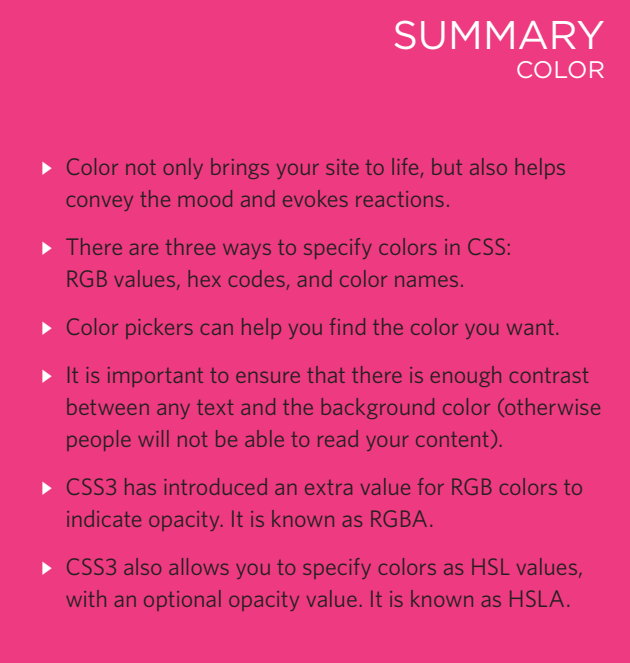 SUMMARY
COLOR
Color not only brings your site to life, but also helps
convey the mood and evokes reactions.
There are three ways to specify colors in CSS:
RGB values, hex codes, and color names.
Color pickers can help you find the color you want.
It is important to ensure that there is enough contrast
between any text and the background color (otherwise
people will not be able to read your content).
CSS3 has introduced an extra value for RGB colors to
indicate opacity. It is known as RGBA.
CSS3 also allows you to specify colors as HSL values,
with an optional opacity value. It is known as HSLA.